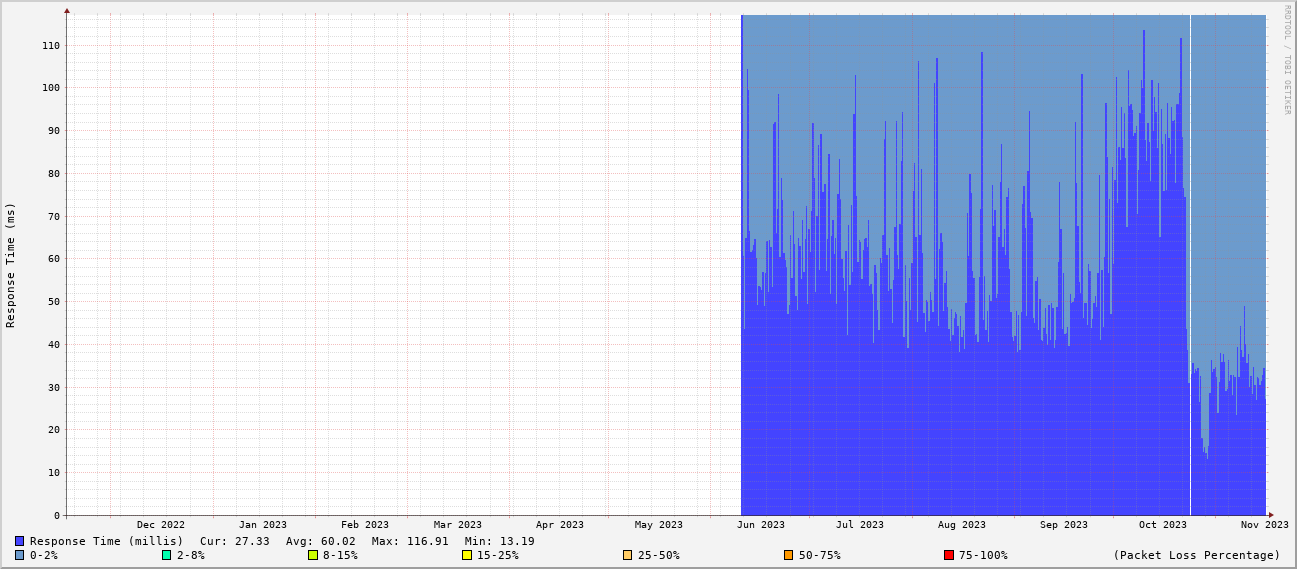 RRDTOOL / TOBI OETIKER
Response Time (ms)
110
100
90
80
70
60
50
40
30
20
10
0
Dec 2022 Jan 2023 Feb 2023 Mar 2023 Apr 2023 May 2023 Jun 2023 Jul 2023 Aug 2023 Sep 2023 Oct 2023 Nov 2023
Response Time (millis) Cur: 27.33 Avg: 60.02 Max: 116.91 Min: 13.19
0-2% 2-8% 8-15% 15-25% 25-50% 50-75% 75-100% (Packet Loss Percentage)